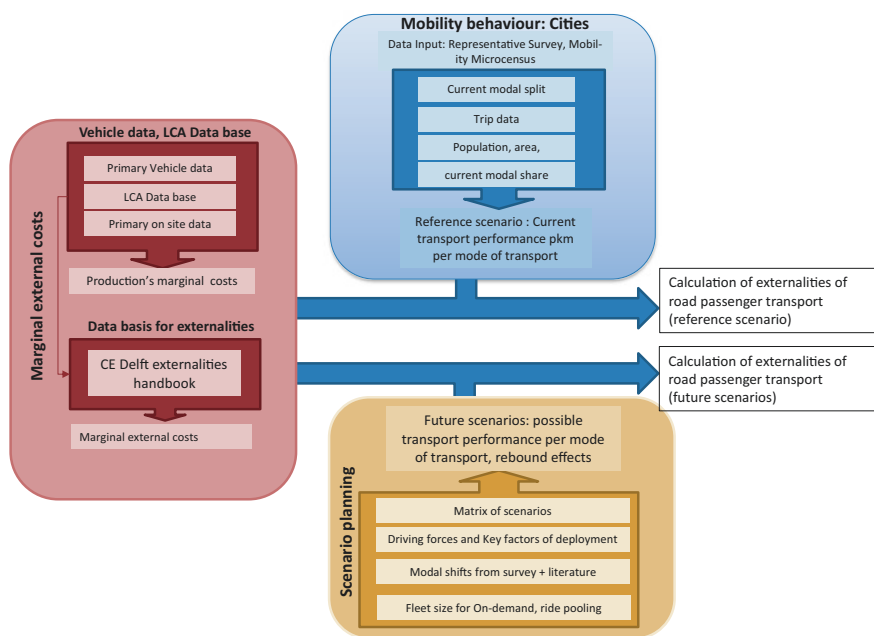 Mobility behaviour: Cities
Data Input: Representative Survey, Mobil-
ity Microcensus
Current modal split
Trip data
Population, area,
current modal share
Reference scenario : Current
transport performance pkm
per mode of transport
Marginal external costs
Vehicle data, LCA Data base
Primary Vehicle data
LCA Data base
Primary on site data
Production's marginal costs
Data basis for externalities
CE Delft externalities
handbook
Marginal external costs
Calculation of externalities of
road passenger transport
(reference scenario)
Calculation of externalities of
road passenger transport
(future scenarios)
Scenario planning
Future scenarios: possible
transport performance per mode
of transport, rebound effects
Matrix of scenarios
Driving forces and Key factors of deployment
Modal shifts from survey + literature
Fleet size for On-demand, ride pooling